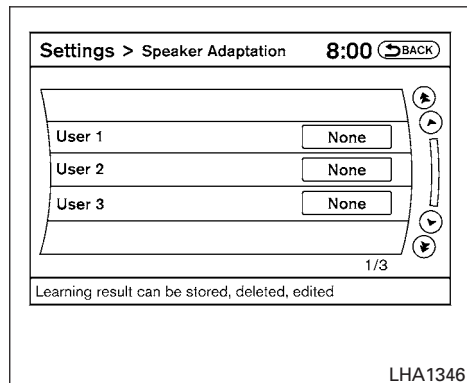 Settings > Speaker Adaptation 8:00 BACK
User 1 None
User 2 None
User 3 None
1/3
Learning result can be stored, deleted, edited
LHA1346